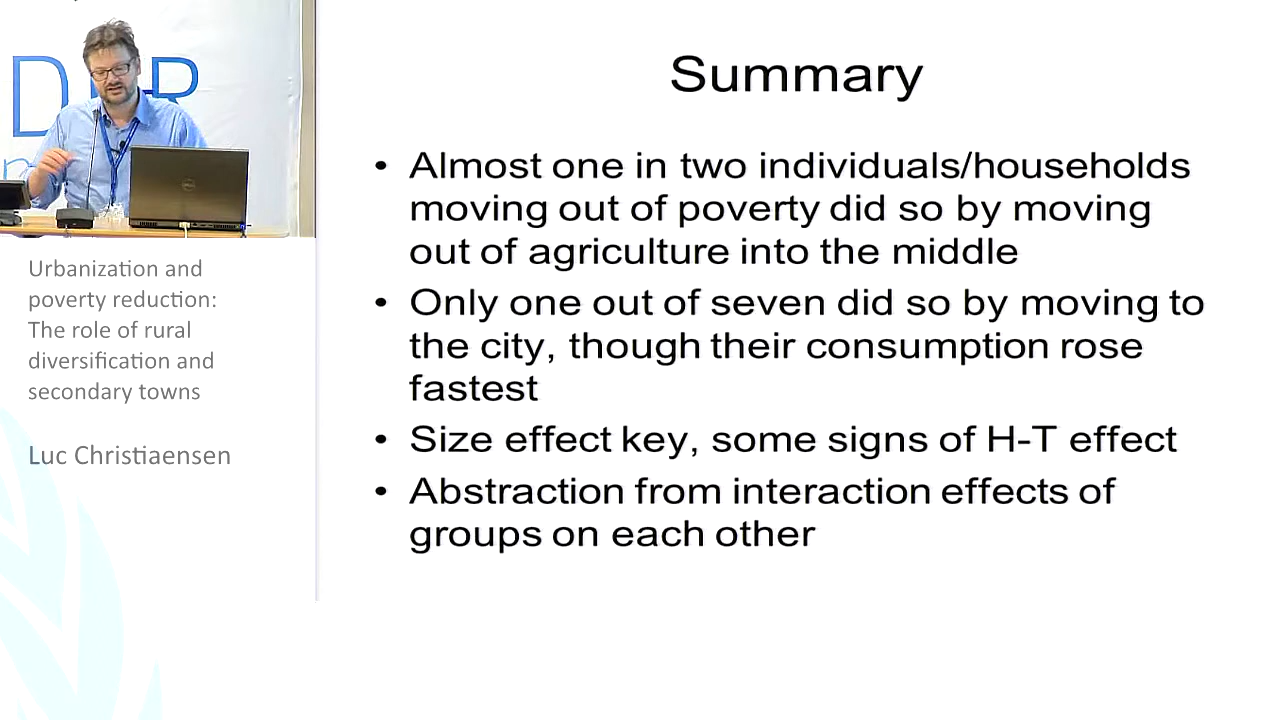 Summary
• Almost one in two individuals/households
moving out of poverty did so by moving
out of agriculture into the middle
• Only one out of seven did so by moving to
the city, though their consumption rose
fastest
• Size effect key, some signs of H-T effect
• Abstraction from interaction effects of
groups on each other
Urbanization and
poverty reduction:
The role of rural
diversification and
secondary towns
Luc Christiaensen